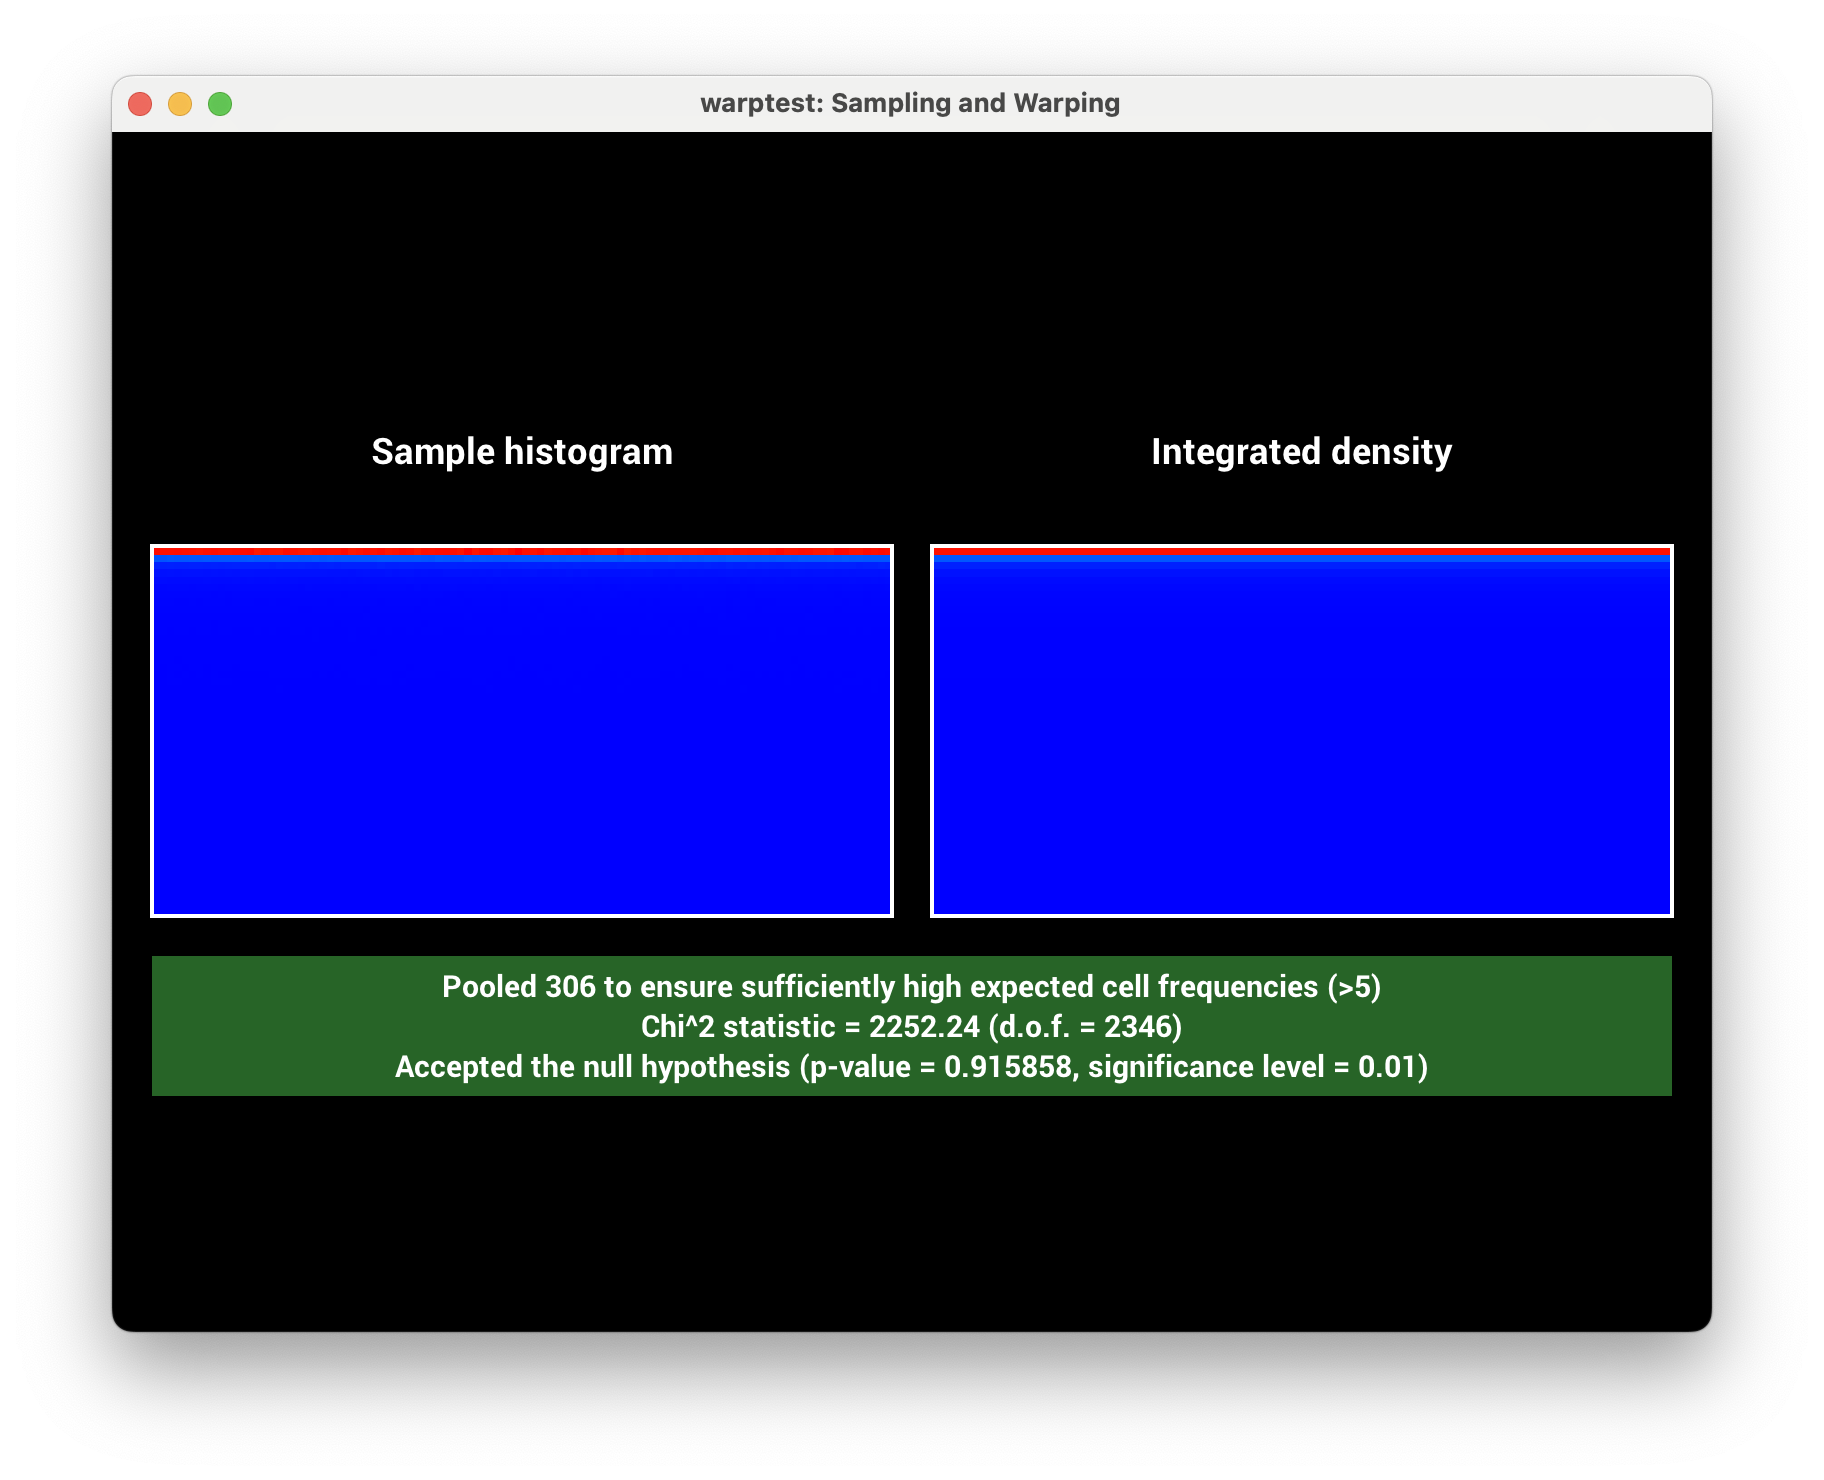 warptest: Sampling and Warping
Sample histogram
Integrated density
Pooled 306 to ensure sufficiently high expected cell frequencies (>5)
Chi^2 statistic = 2252.24 (d.o.f. = 2346)
Accepted the null hypothesis (p-value = 0.915858, significance level = 0.01)